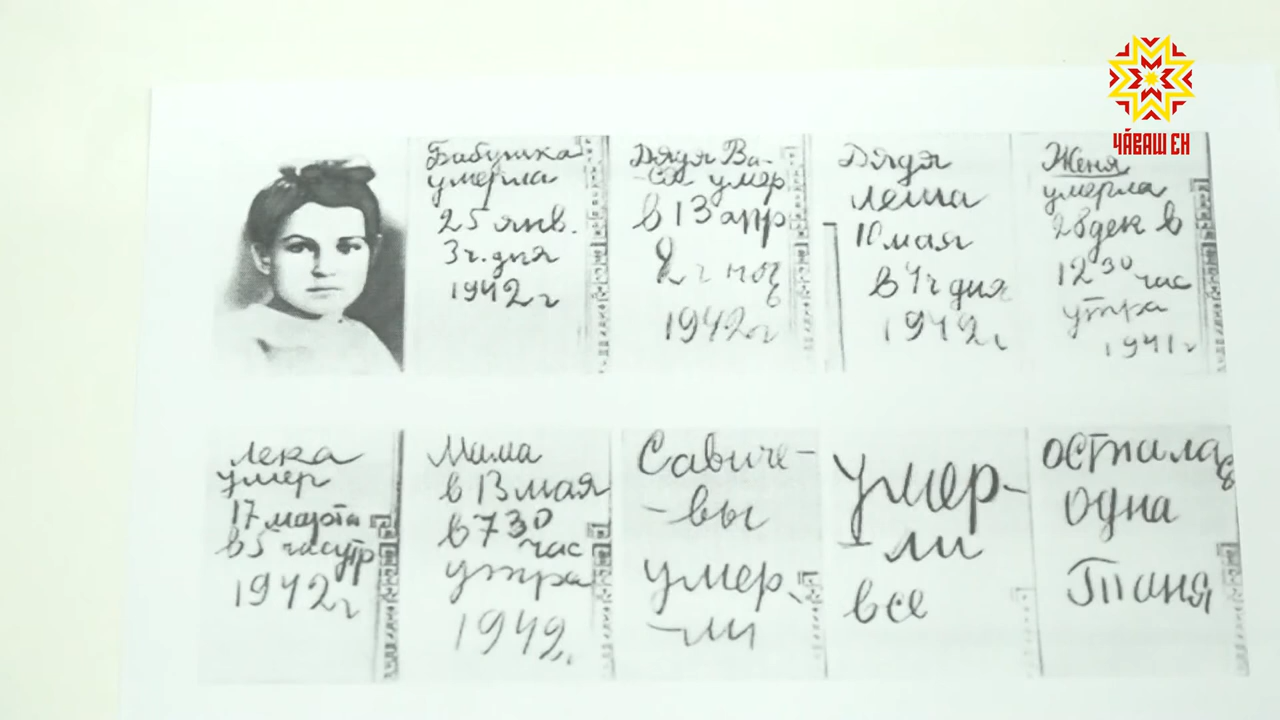 ЧӐВАШ ЕН
Бабушка
умерла
25 янв.
3 ч. дня
1942 г
Дядя Ва-
-ся умер
в 13 апр
2 ч ноч
в
1942 г
Дядя
Леша
10 мая
в 4 ч дня
1942 г
Женя
умерла
28 дек в
12 30 час
утра
1941 г
Лека
умер
17 марта
в 5 час утр
1942 г
Мама
в 13 мая
в 7 30
час
утра
1942 г
Савиче-
-вы
умер-
-ли
умер-
-ли
все
осталась
одна
Таня